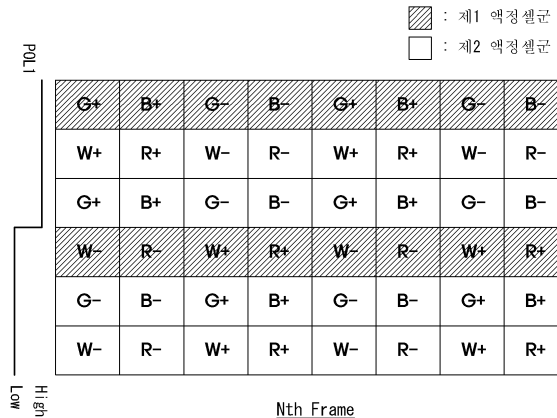 : 제1 액정셀군
: 제2 액정셀군
POL1
G+ B+ G- B- G+ B+ G- B-
W+ R+ W- R- W+ R+ W- R-
G+ B+ G- B- G+ B+ G- B-
W- R- W+ R+ W- R- W+ R+
G- B- G+ B+ G- B- G+ B+
W- R- W+ R+ W- R- W+ R+
High
Low
Nth Frame